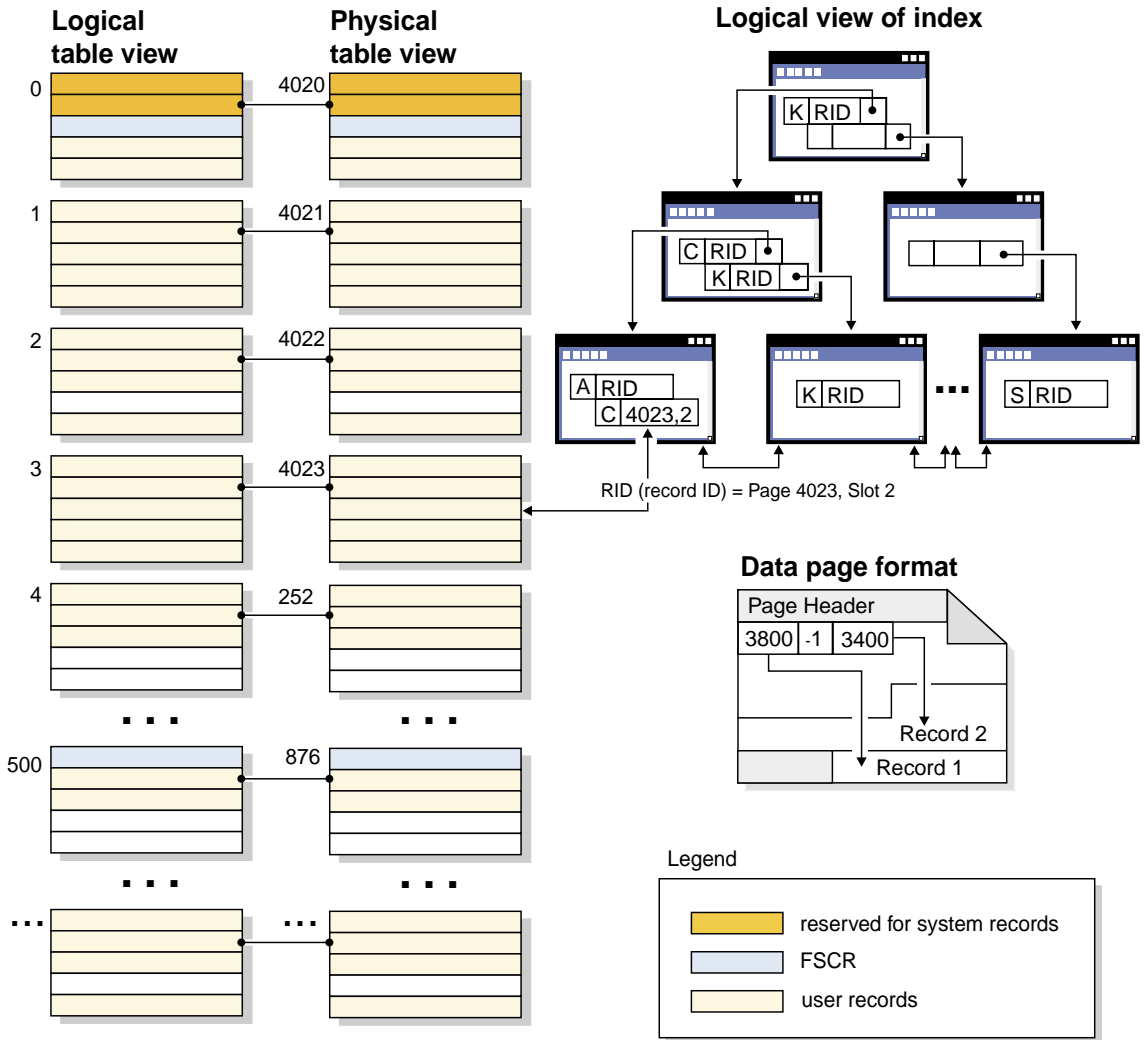 Logical
table view
Physical
table view
Logical view of index
0
4020
1
4021
2
4022
3
4023
4
252
...
...
500
876
...
...
...
...
K RID
C RID
K RID
A RID
C 4023,2
K RID
...
S RID
RID (record ID) = Page 4023, Slot 2
Data page format
Page Header
3800 -1 3400
Record 2
Record 1
Legend
reserved for system records
FSCR
user records